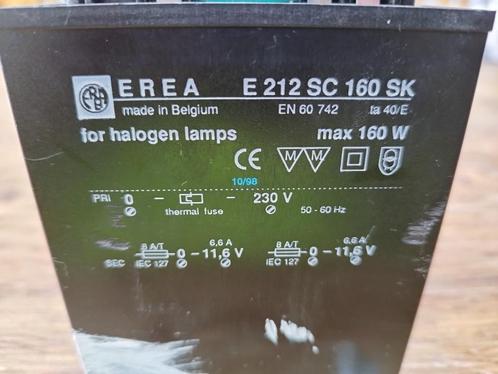 EREA E 212 SC 160 SK
made in Belgium EN 60 742 ta 40/E
for halogen lamps max 160 W
CE M M
10/98
PRI 0 - - 230 V
thermal fuse 50 - 60 Hz
8 A/T 6,6 A 8 A/T 6,6 A
SEC 0 -11,6 V 0 -11,6 V
IEC 127 IEC 127